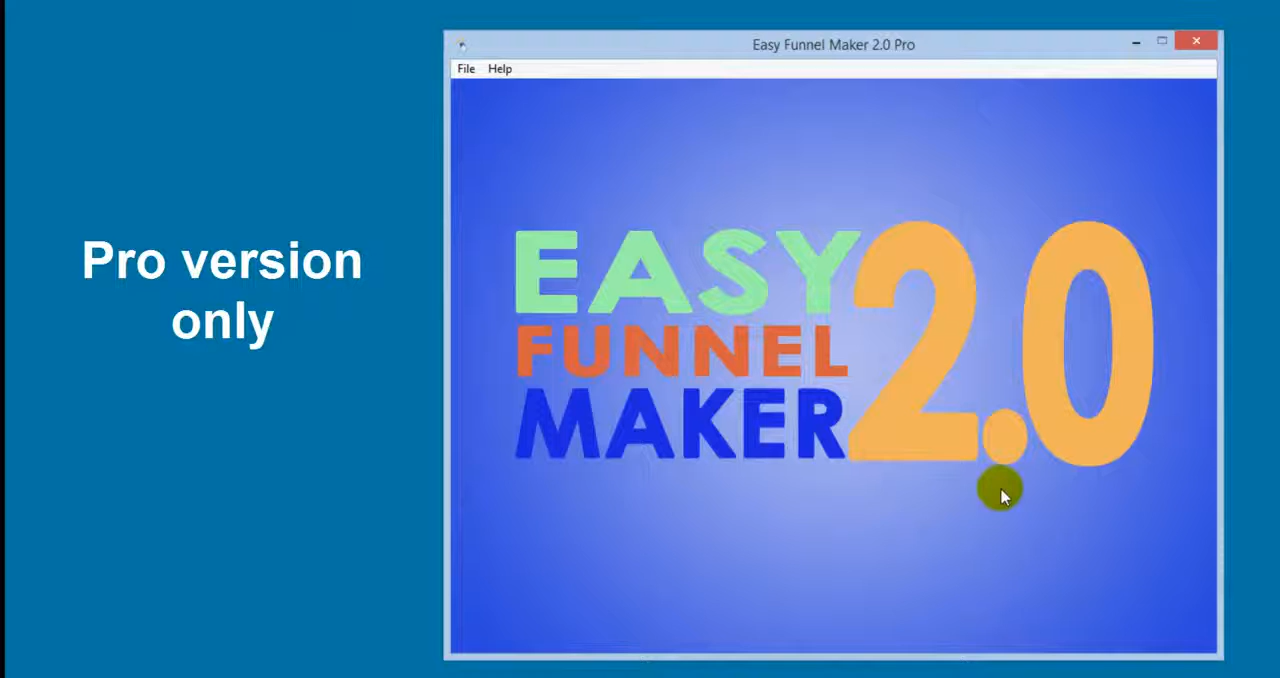 Pro version
only
Easy Funnel Maker 2.0 Pro
File Help
EASY
FUNNEL
MAKER
2.0